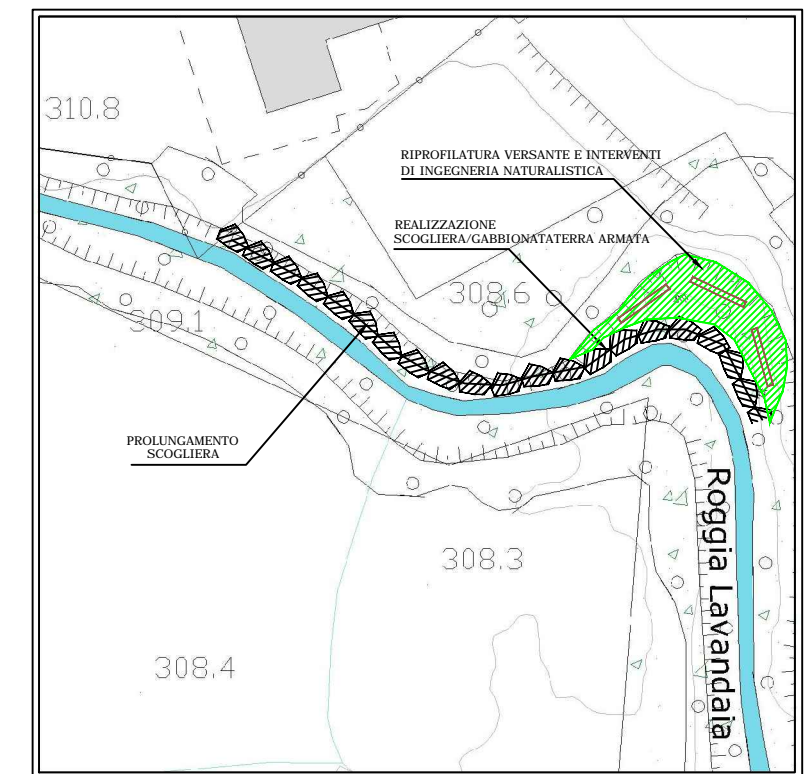 310.8
RIPROFILATURA VERSANTE E INTERVENTI
DI INGEGNERIA NATURALISTICA
REALIZZAZIONE
SCOGLIERA/GABBIONATATERRA ARMATA
308.6
309.1
PROLUNGAMENTO
SCOGLIERA
Roggia Lavandaia
308.3
308.4